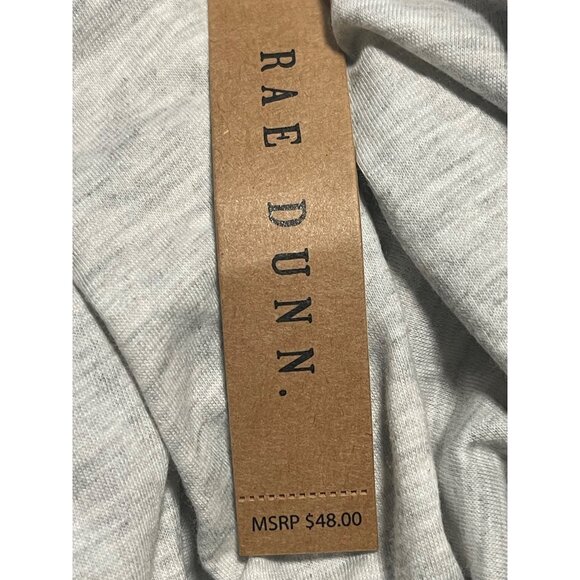 RAE DUNN.
MSRP $48.00